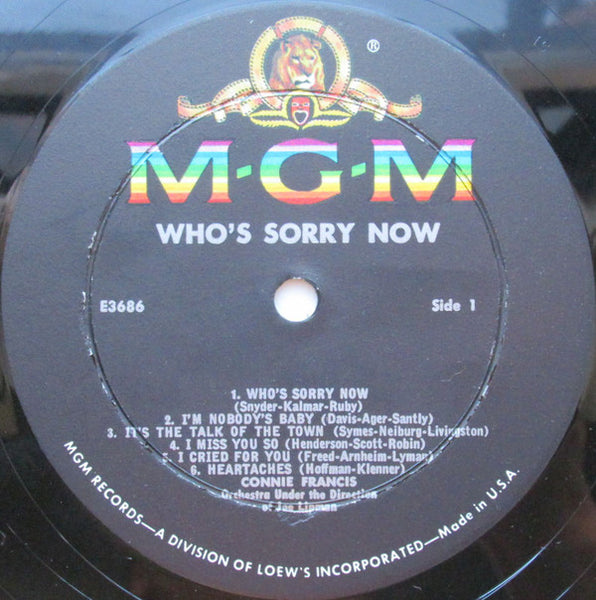 ®
M-G-M
WHO'S SORRY NOW
E3686
Side 1
1. WHO'S SORRY NOW
(Snyder-Kalmar-Ruby)
2. I'M NOBODY'S BABY (Davis-Ager-Santly)
3. IT'S THE TALK OF THE TOWN (Symes-Neiburg-Livingston)
4. I MISS YOU SO (Henderson-Scott-Robin)
5. I CRIED FOR YOU (Freed-Arnheim-Lyman)
6. HEARTACHES (Hoffman-Klenner)
CONNIE FRANCIS
Orchestra Under the Direction
of Joe Lipman
MGM RECORDS—A DIVISION OF LOEW'S INCORPORATED—Made in U.S.A.